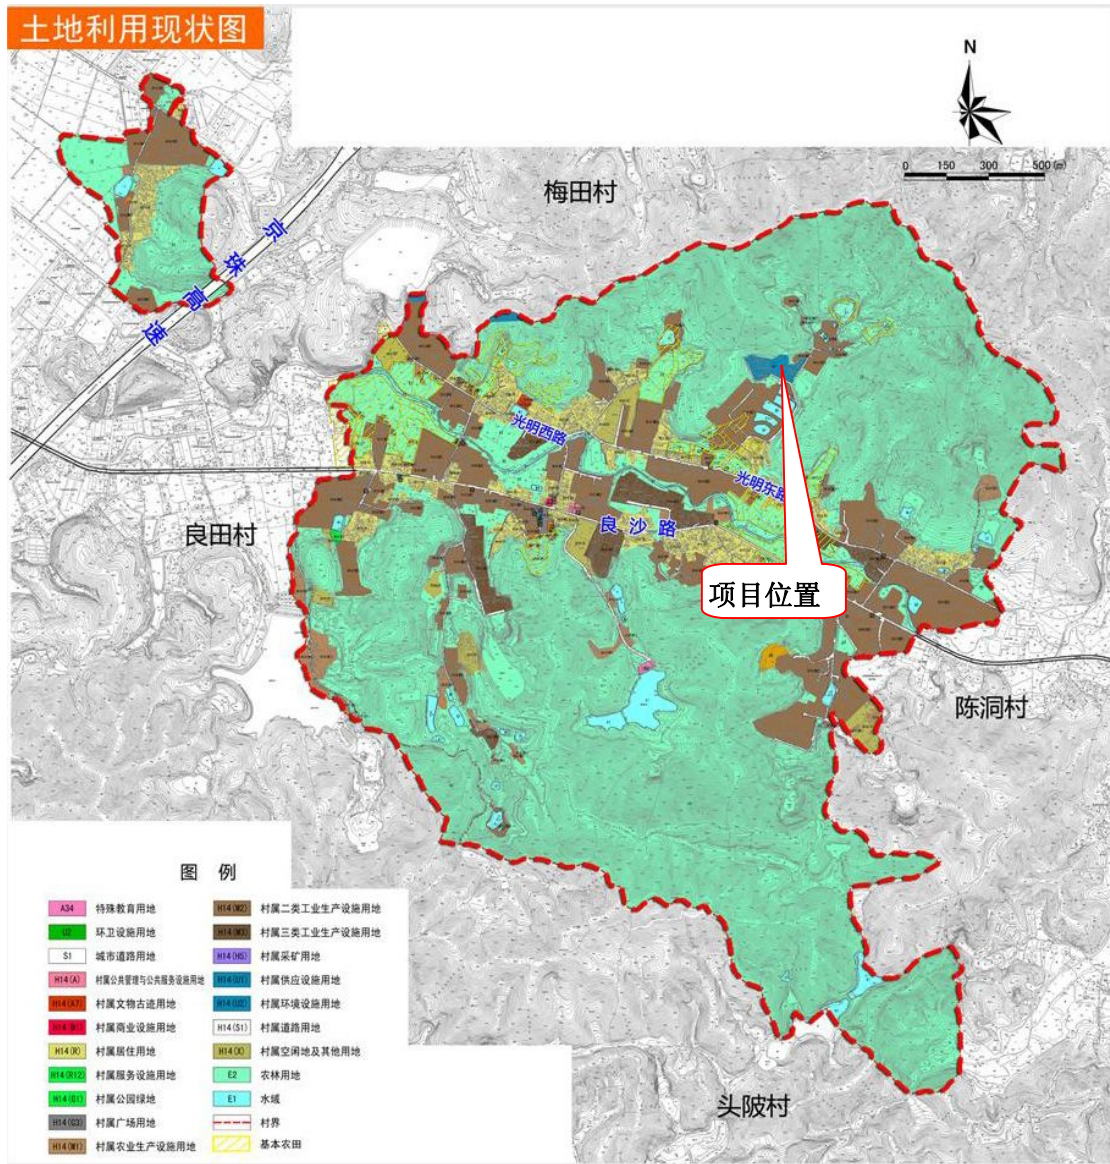 土地利用现状图
N
0 150 300 500(m)
梅田村
京珠高速
光明西路
光明东路
良沙路
良田村
项目位置
陈洞村
头陂村
图 例
A34 特殊教育用地
U2 环卫设施用地
S1 城市道路用地
H14(A) 村属公共管理与公共服务设施用地
H14(A7) 村属文物古迹用地
H14(B1) 村属商业设施用地
H14(R) 村属居住用地
H14(R12) 村属服务设施用地
H14(G1) 村属公园绿地
H14(G3) 村属广场用地
H14(M1) 村属农业生产设施用地
H14(M2) 村属二类工业生产设施用地
H14(M3) 村属三类工业生产设施用地
H14(H5) 村属采矿用地
H14(U1) 村属供应设施用地
H14(U2) 村属环境设施用地
H14(S1) 村属道路用地
H14(X) 村属空闲地及其他用地
E2 农林用地
E1 水域
村界
基本农田